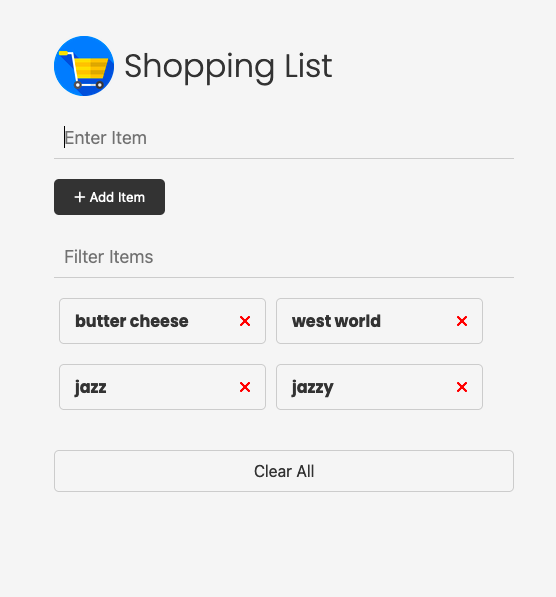 Shopping List
Enter Item
+ Add Item
Filter Items
butter cheese
west world
jazz
jazzy
Clear All